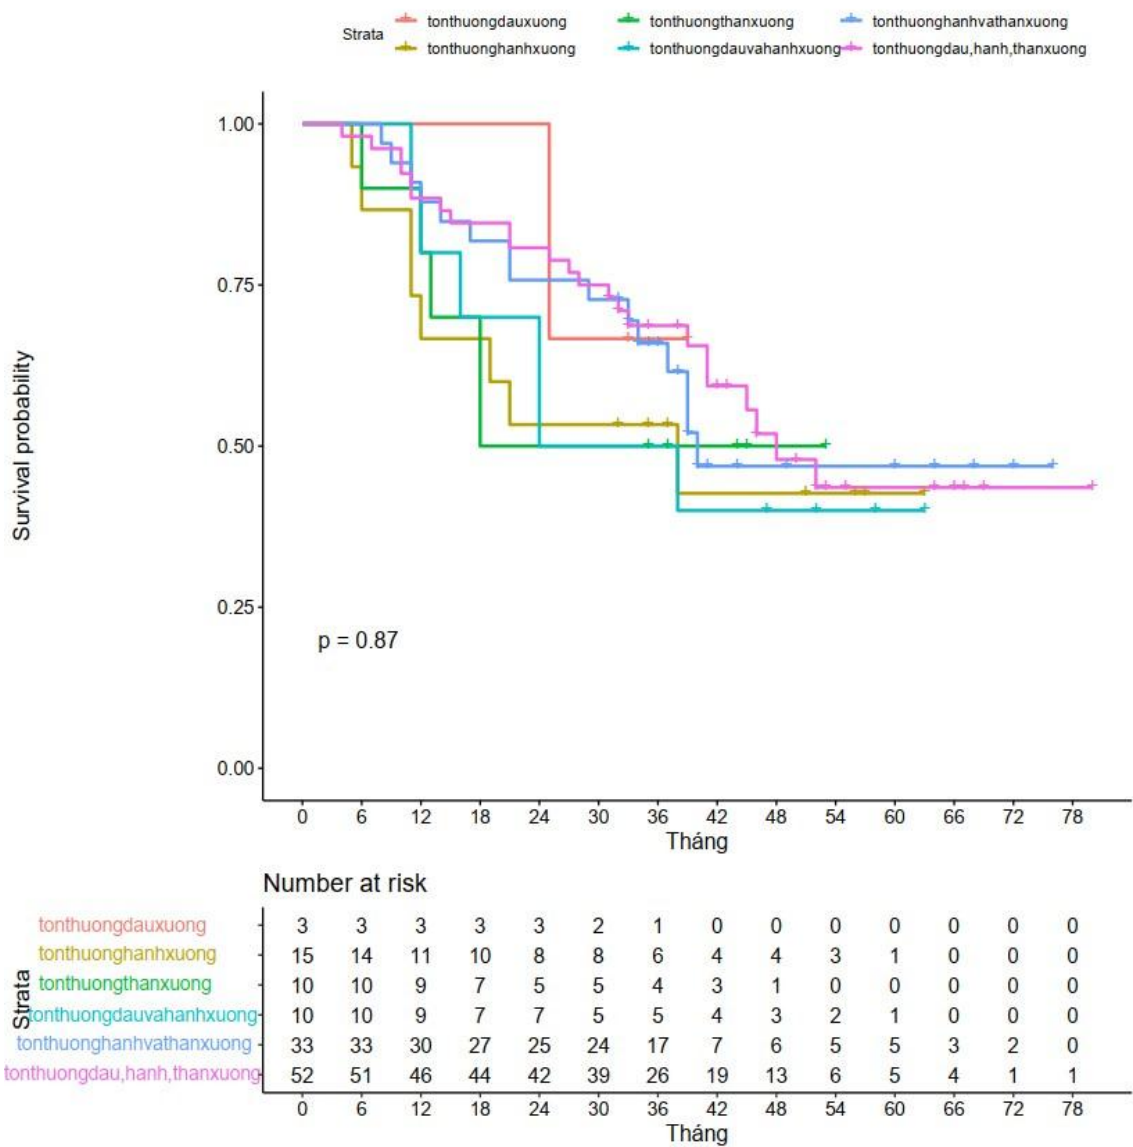 Strata
tonthuongdauxuong
tonthuongthanxuong
tonthuonghanhvathanxuong
tonthuonghanhxuong
tonthuongdauvahanhxuong
tonthuongdau,hanh,thanxuong
Survival probability
1.00
0.75
0.50
0.25
0.00
p = 0.87
0 6 12 18 24 30 36 42 48 54 60 66 72 78
Tháng
Number at risk
Strata
tonthuongdauxuong 3 3 3 3 3 2 1 0 0 0 0 0 0 0
tonthuonghanhxuong 15 14 11 10 8 8 6 4 4 3 1 0 0 0
tonthuongthanxuong 10 10 9 7 5 5 4 3 1 0 0 0 0 0
tonthuongdauvahanhxuong 10 10 9 7 7 5 5 4 3 2 1 0 0 0
tonthuonghanhvathanxuong 33 33 30 27 25 24 17 7 6 5 5 3 2 0
tonthuongdau,hanh,thanxuong 52 51 46 44 42 39 26 19 13 6 5 4 1 1
0 6 12 18 24 30 36 42 48 54 60 66 72 78
Tháng